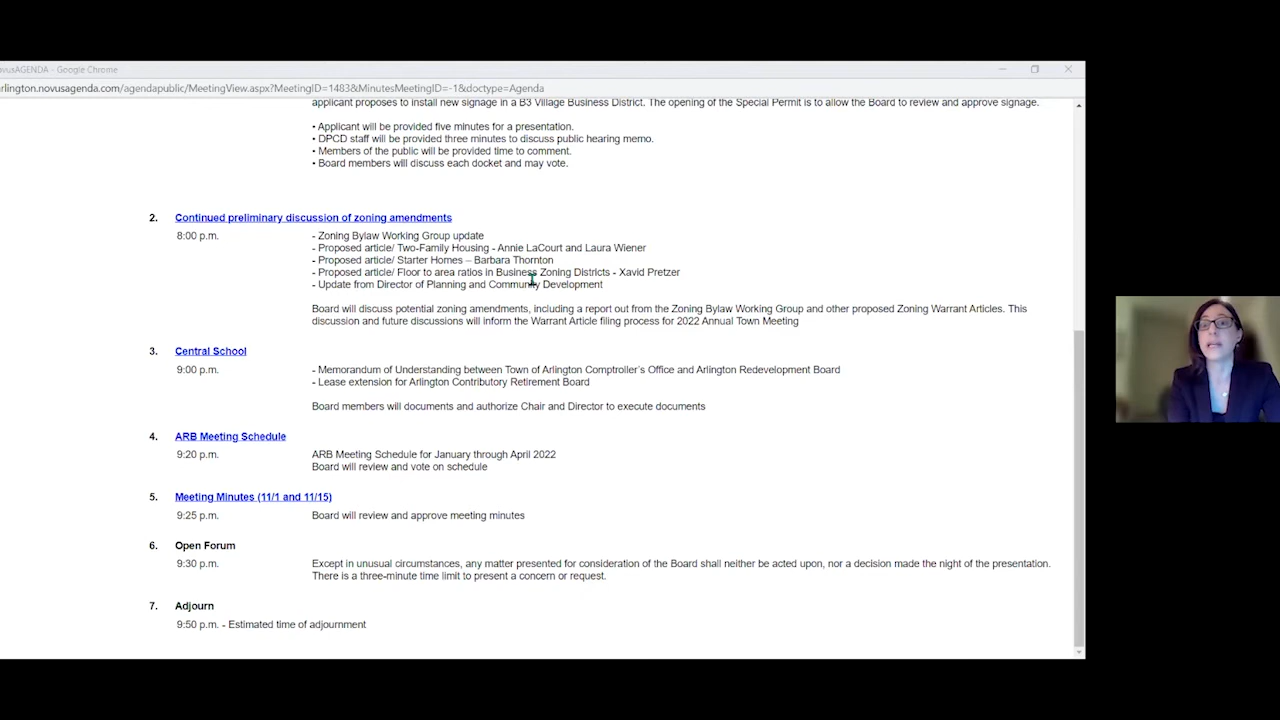 ovusAGENDA - Google Chrome
rlington.novusagenda.com/agendapublic/MeetingView.aspx?MeetingID=1483&MinutesMeetingID=-1&doctype=Agenda
applicant proposes to install new signage in a B3 Village Business District. The opening of the Special Permit is to allow the Board to review and approve signage.
• Applicant will be provided five minutes for a presentation.
• DPCD staff will be provided three minutes to discuss public hearing memo.
• Members of the public will be provided time to comment.
• Board members will discuss each docket and may vote.
2. Continued preliminary discussion of zoning amendments
8:00 p.m. - Zoning Bylaw Working Group update
- Proposed article/ Two-Family Housing - Annie LaCourt and Laura Wiener
- Proposed article/ Starter Homes – Barbara Thornton
- Proposed article/ Floor to area ratios in Business Zoning Districts - Xavid Pretzer
- Update from Director of Planning and Community Development
Board will discuss potential zoning amendments, including a report out from the Zoning Bylaw Working Group and other proposed Zoning Warrant Articles. This
discussion and future discussions will inform the Warrant Article filing process for 2022 Annual Town Meeting
3. Central School
9:00 p.m. - Memorandum of Understanding between Town of Arlington Comptroller's Office and Arlington Redevelopment Board
- Lease extension for Arlington Contributory Retirement Board
Board members will documents and authorize Chair and Director to execute documents
4. ARB Meeting Schedule
9:20 p.m. ARB Meeting Schedule for January through April 2022
Board will review and vote on schedule
5. Meeting Minutes (11/1 and 11/15)
9:25 p.m. Board will review and approve meeting minutes
6. Open Forum
9:30 p.m. Except in unusual circumstances, any matter presented for consideration of the Board shall neither be acted upon, nor a decision made the night of the presentation.
There is a three-minute time limit to present a concern or request.
7. Adjourn
9:50 p.m. - Estimated time of adjournment